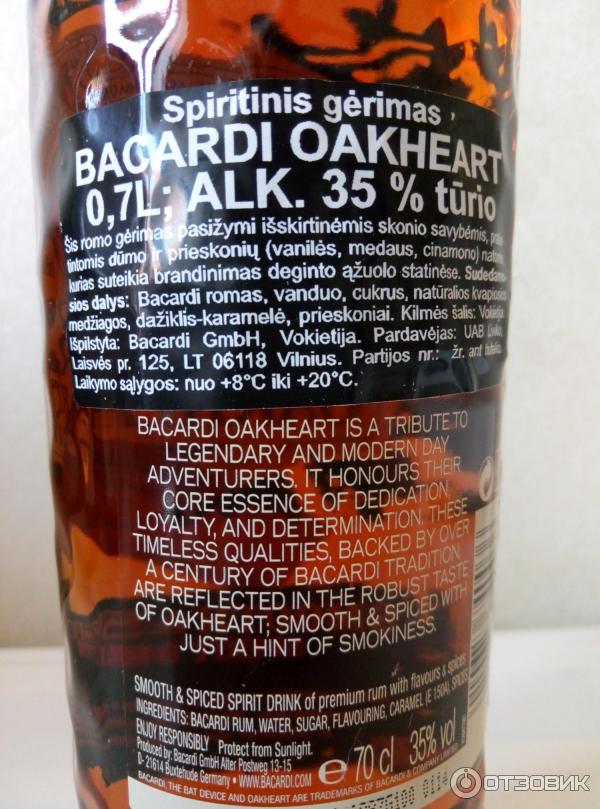 Spiritinis gėrimas
BACARDI OAKHEART
0,7L; ALK. 35 % tūrio
Šis romo gėrimas pasižymi išskirtinėmis skonio savybėmis,
tintomis dūmo ir prieskonių (vanilės, medaus, cinamono)
kurias suteikia brandinimas deginto ąžuolo statinėse. Sudedamo-
sios dalys: Bacardi romas, vanduo, cukrus, natūralios kvapiosios
medžiagos, dažiklis-karamelė, prieskoniai. Kilmės šalis: Vokietija.
Išpilstyta: Bacardi GmbH, Vokietija. Pardavėjas: UAB
Laisvės pr. 125, LT 06118 Vilnius. Partijos nr.: žr. ant
Laikymo sąlygos: nuo +8°C iki +20°C.
BACARDI OAKHEART IS A TRIBUTE TO
LEGENDARY AND MODERN DAY
ADVENTURERS. IT HONOURS THEIR
CORE ESSENCE OF DEDICATION,
LOYALTY, AND DETERMINATION. THESE
TIMELESS QUALITIES, BACKED BY OVER
A CENTURY OF BACARDI TRADITION,
ARE REFLECTED IN THE ROBUST TASTE
OF OAKHEART; SMOOTH & SPICED WITH
JUST A HINT OF SMOKINESS.
SMOOTH & SPICED SPIRIT DRINK of premium rum with flavours & spices
INGREDIENTS: BACARDI RUM, WATER, SUGAR, FLAVOURING, CARAMEL (E 150A), SPICES
ENJOY RESPONSIBLY Protect from Sunlight.
Produced by: Bacardi GmbH Alter Postweg 13-15
D- 21614 Buxtehude Germany • WWW.BACARDI.COM
e 70 cl 35% vol
BACARDI, THE BAT DEVICE AND OAKHEART ARE TRADEMARKS OF BACARDI & COMPANY LIMITED
ОТЗОВИК